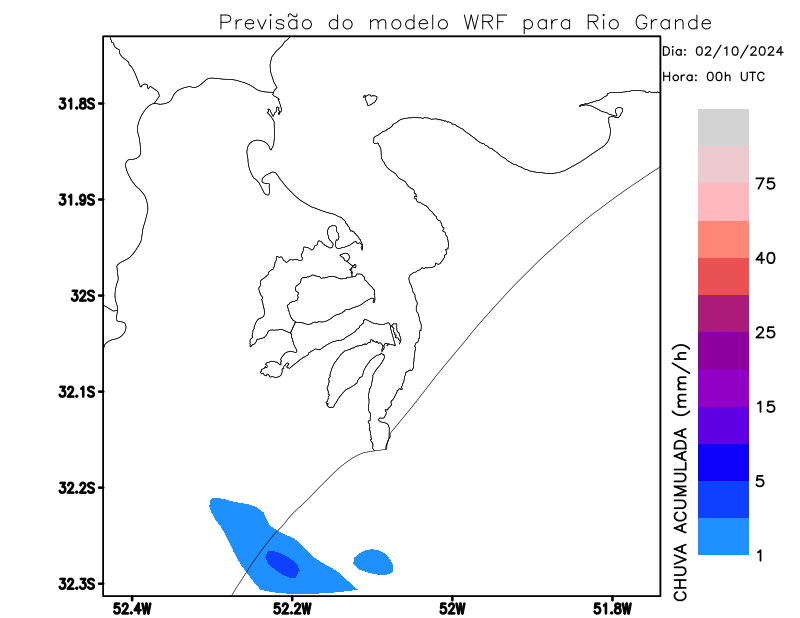 Previsão do modelo WRF para Rio Grande
Dia: 02/10/2024
Hora: 00h UTC
31.8S
31.9S
32S
32.1S
32.2S
32.3S
52.4W
52.2W
52W
51.8W
75
40
25
15
5
1
CHUVA ACUMULADA (mm/h)